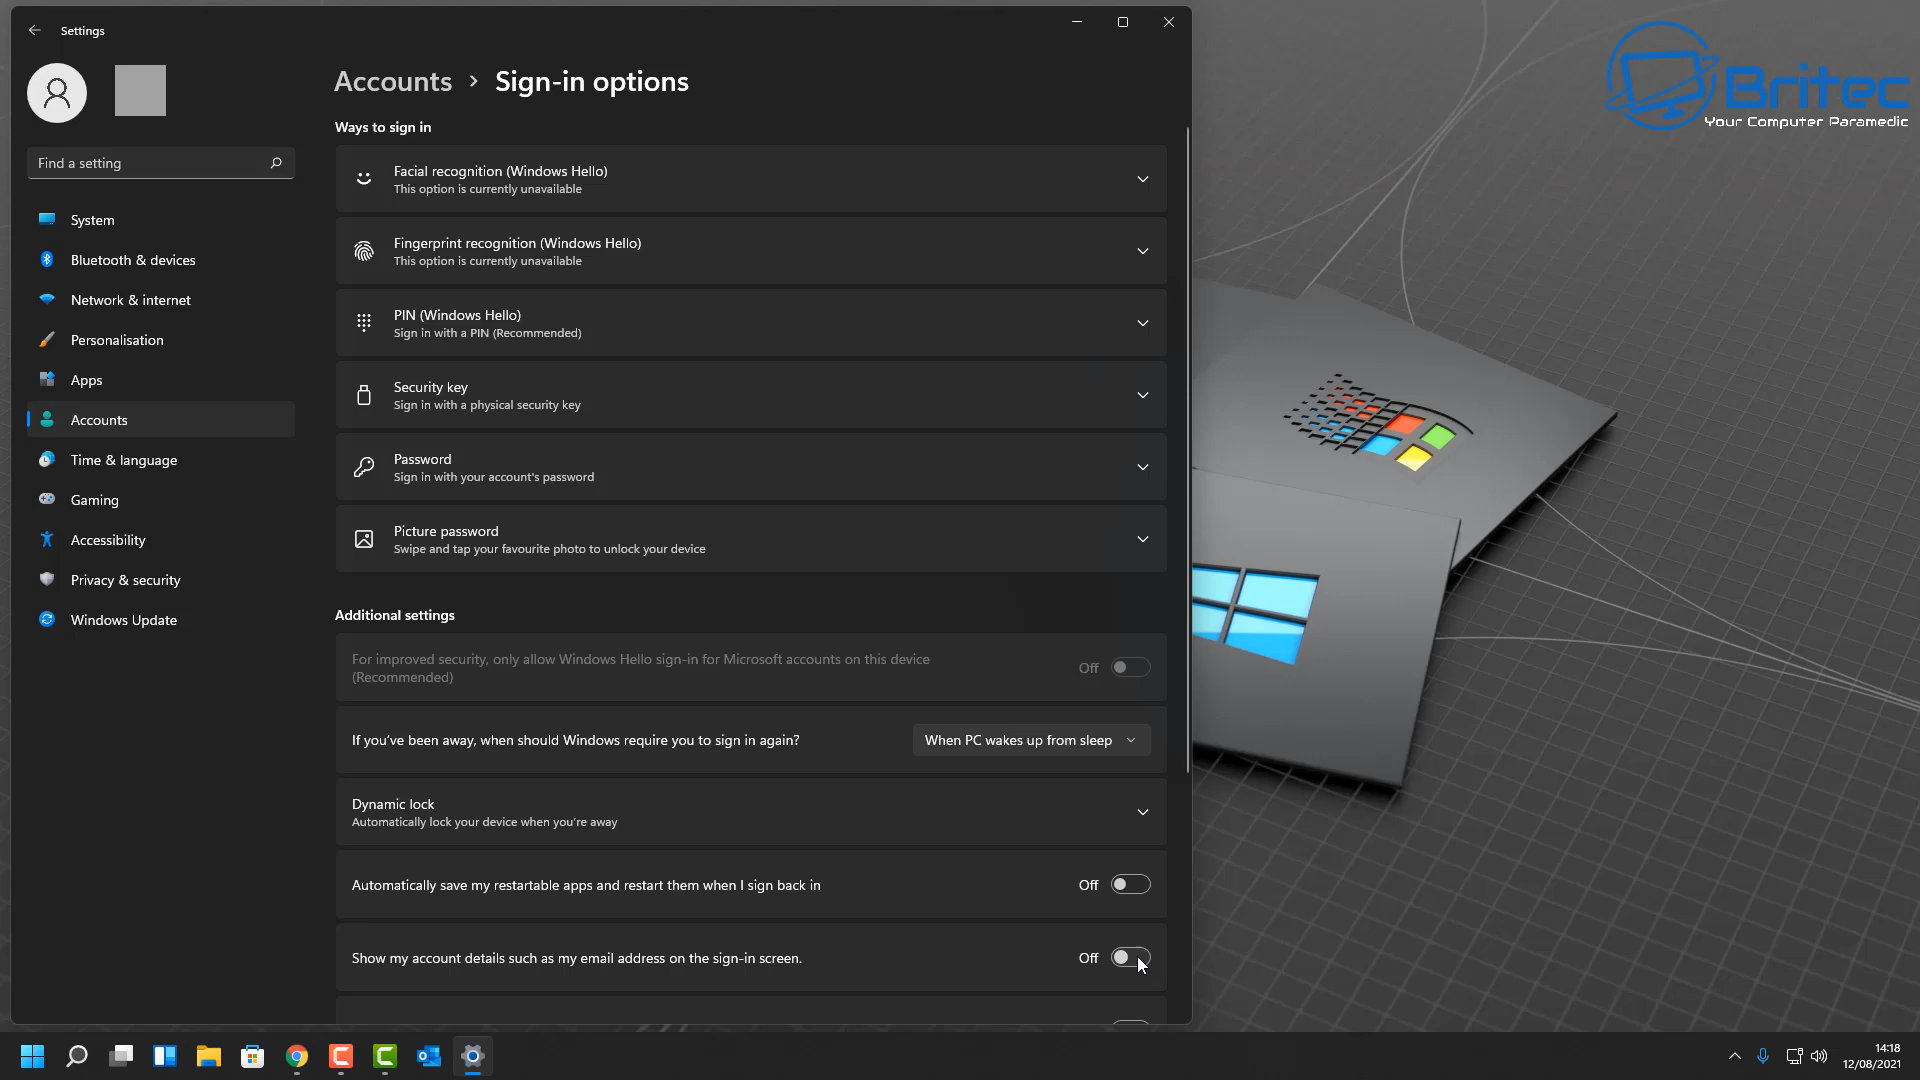 Settings
Accounts > Sign-in options
Ways to sign in
Find a setting
System
Bluetooth & devices
Network & internet
Personalisation
Apps
Accounts
Time & language
Gaming
Accessibility
Privacy & security
Windows Update
Facial recognition (Windows Hello)
This option is currently unavailable
Fingerprint recognition (Windows Hello)
This option is currently unavailable
PIN (Windows Hello)
Sign in with a PIN (Recommended)
Security key
Sign in with a physical security key
Password
Sign in with your account's password
Picture password
Swipe and tap your favourite photo to unlock your device
Additional settings
For improved security, only allow Windows Hello sign-in for Microsoft accounts on this device
(Recommended)
Off
If you've been away, when should Windows require you to sign in again?
When PC wakes up from sleep
Dynamic lock
Automatically lock your device when you're away
Automatically save my restartable apps and restart them when I sign back in
Off
Show my account details such as my email address on the sign-in screen.
Off
Britec
Your Computer Paramedic
14:18
12/08/2021